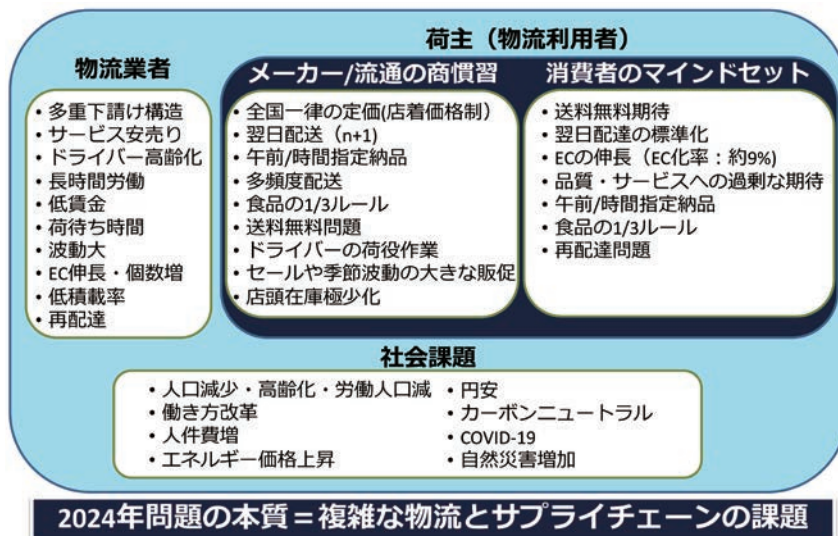 荷主（物流利用者）
物流業者
・多重下請け構造
・サービス安売り
・ドライバー高齢化
・長時間労働
・低賃金
・荷待ち時間
・波動大
・EC伸長・個数増
・低積載率
・再配達
メーカー/流通の商慣習
・全国一律の定価(店着価格制）
・翌日配送（n+1）
・午前/時間指定納品
・多頻度配送
・食品の1/3ルール
・送料無料問題
・ドライバーの荷役作業
・セールや季節波動の大きな販促
・店頭在庫極少化
消費者のマインドセット
・送料無料期待
・翌日配達の標準化
・ECの伸長（EC化率：約9%)
・品質・サービスへの過剰な期待
・午前/時間指定納品
・食品の1/3ルール
・再配達問題
社会課題
・人口減少・高齢化・労働人口減
・働き方改革
・人件費増
・エネルギー価格上昇
・円安
・カーボンニュートラル
・COVID-19
・自然災害増加
2024年問題の本質＝複雑な物流とサプライチェーンの課題